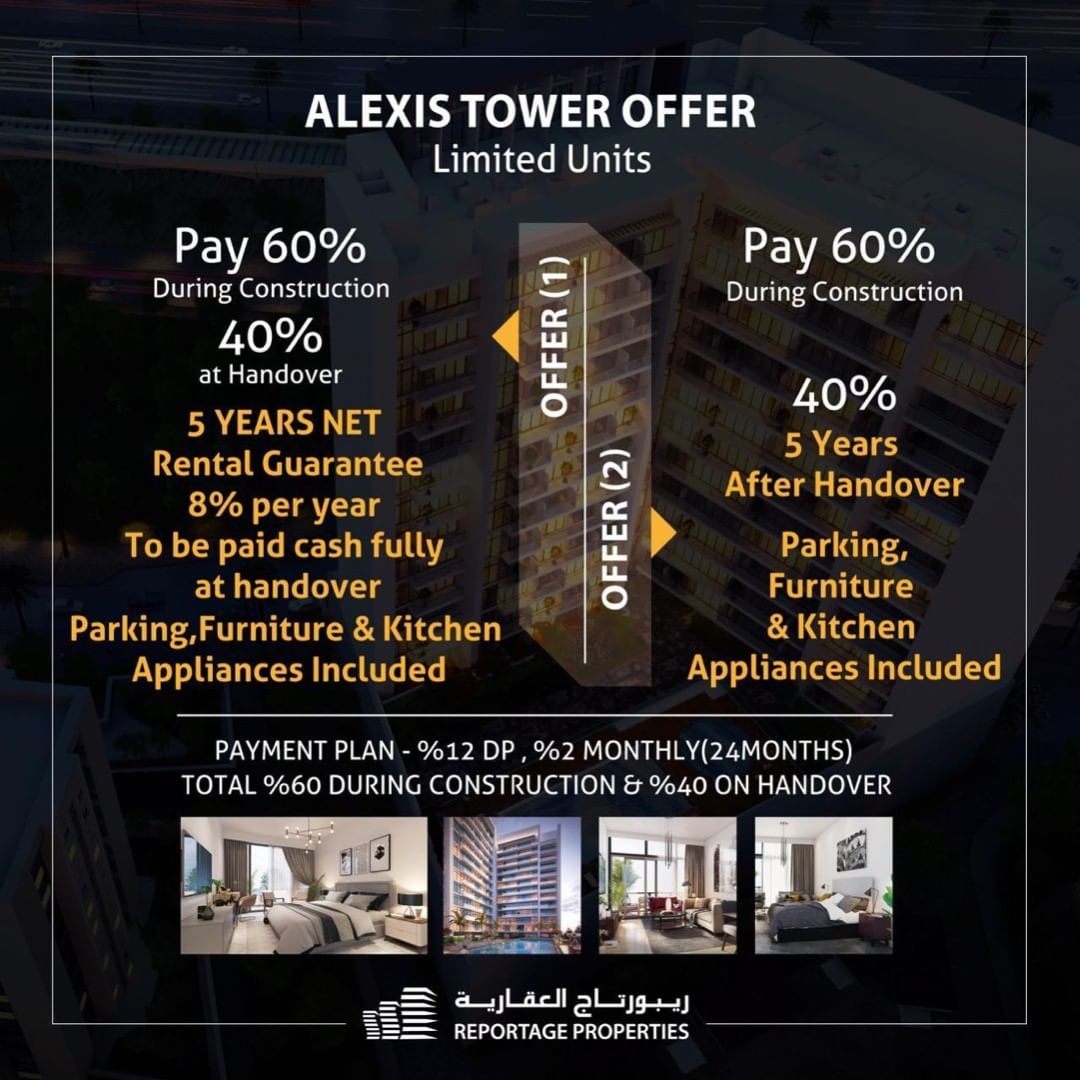 ALEXIS TOWER OFFER
Limited Units
Pay 60%
During Construction
40%
at Handover
5 YEARS NET
Rental Guarantee
8% per year
To be paid cash fully
at handover
Parking,Furniture & Kitchen
Appliances Included
OFFER (1)
OFFER (2)
Pay 60%
During Construction
40%
5 Years
After Handover
Parking,
Furniture
& Kitchen
Appliances Included
PAYMENT PLAN - %12 DP , %2 MONTHLY(24MONTHS)
TOTAL %60 DURING CONSTRUCTION & %40 ON HANDOVER
ريبورتاج العقارية
REPORTAGE PROPERTIES